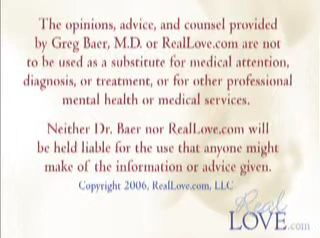 The opinions, advice, and counsel provided
by Greg Baer, M.D. or RealLove.com are not
to be used as a substitute for medical attention,
diagnosis, or treatment, or for other professional
mental health or medical services.
Neither Dr. Baer nor RealLove.com will
be held liable for the use that anyone might
make of the information or advice given.
Copyright 2006, RealLove.com, LLC
Real
LOVE.com